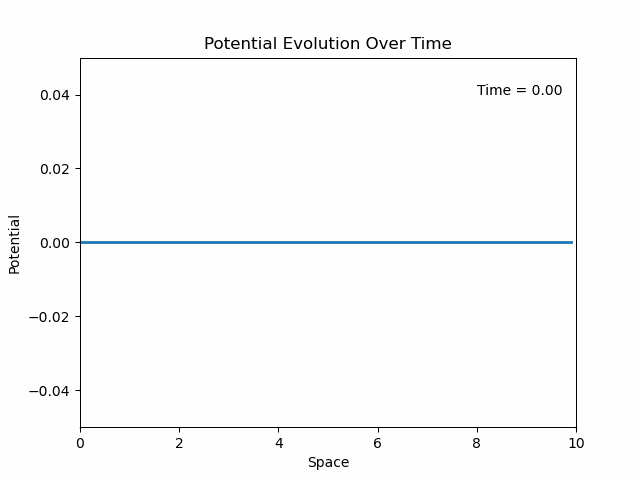 Potential Evolution Over Time
Time = 0.00
0.04
0.02
0.00
−0.02
−0.04
Potential
0 2 4 6 8 10
Space